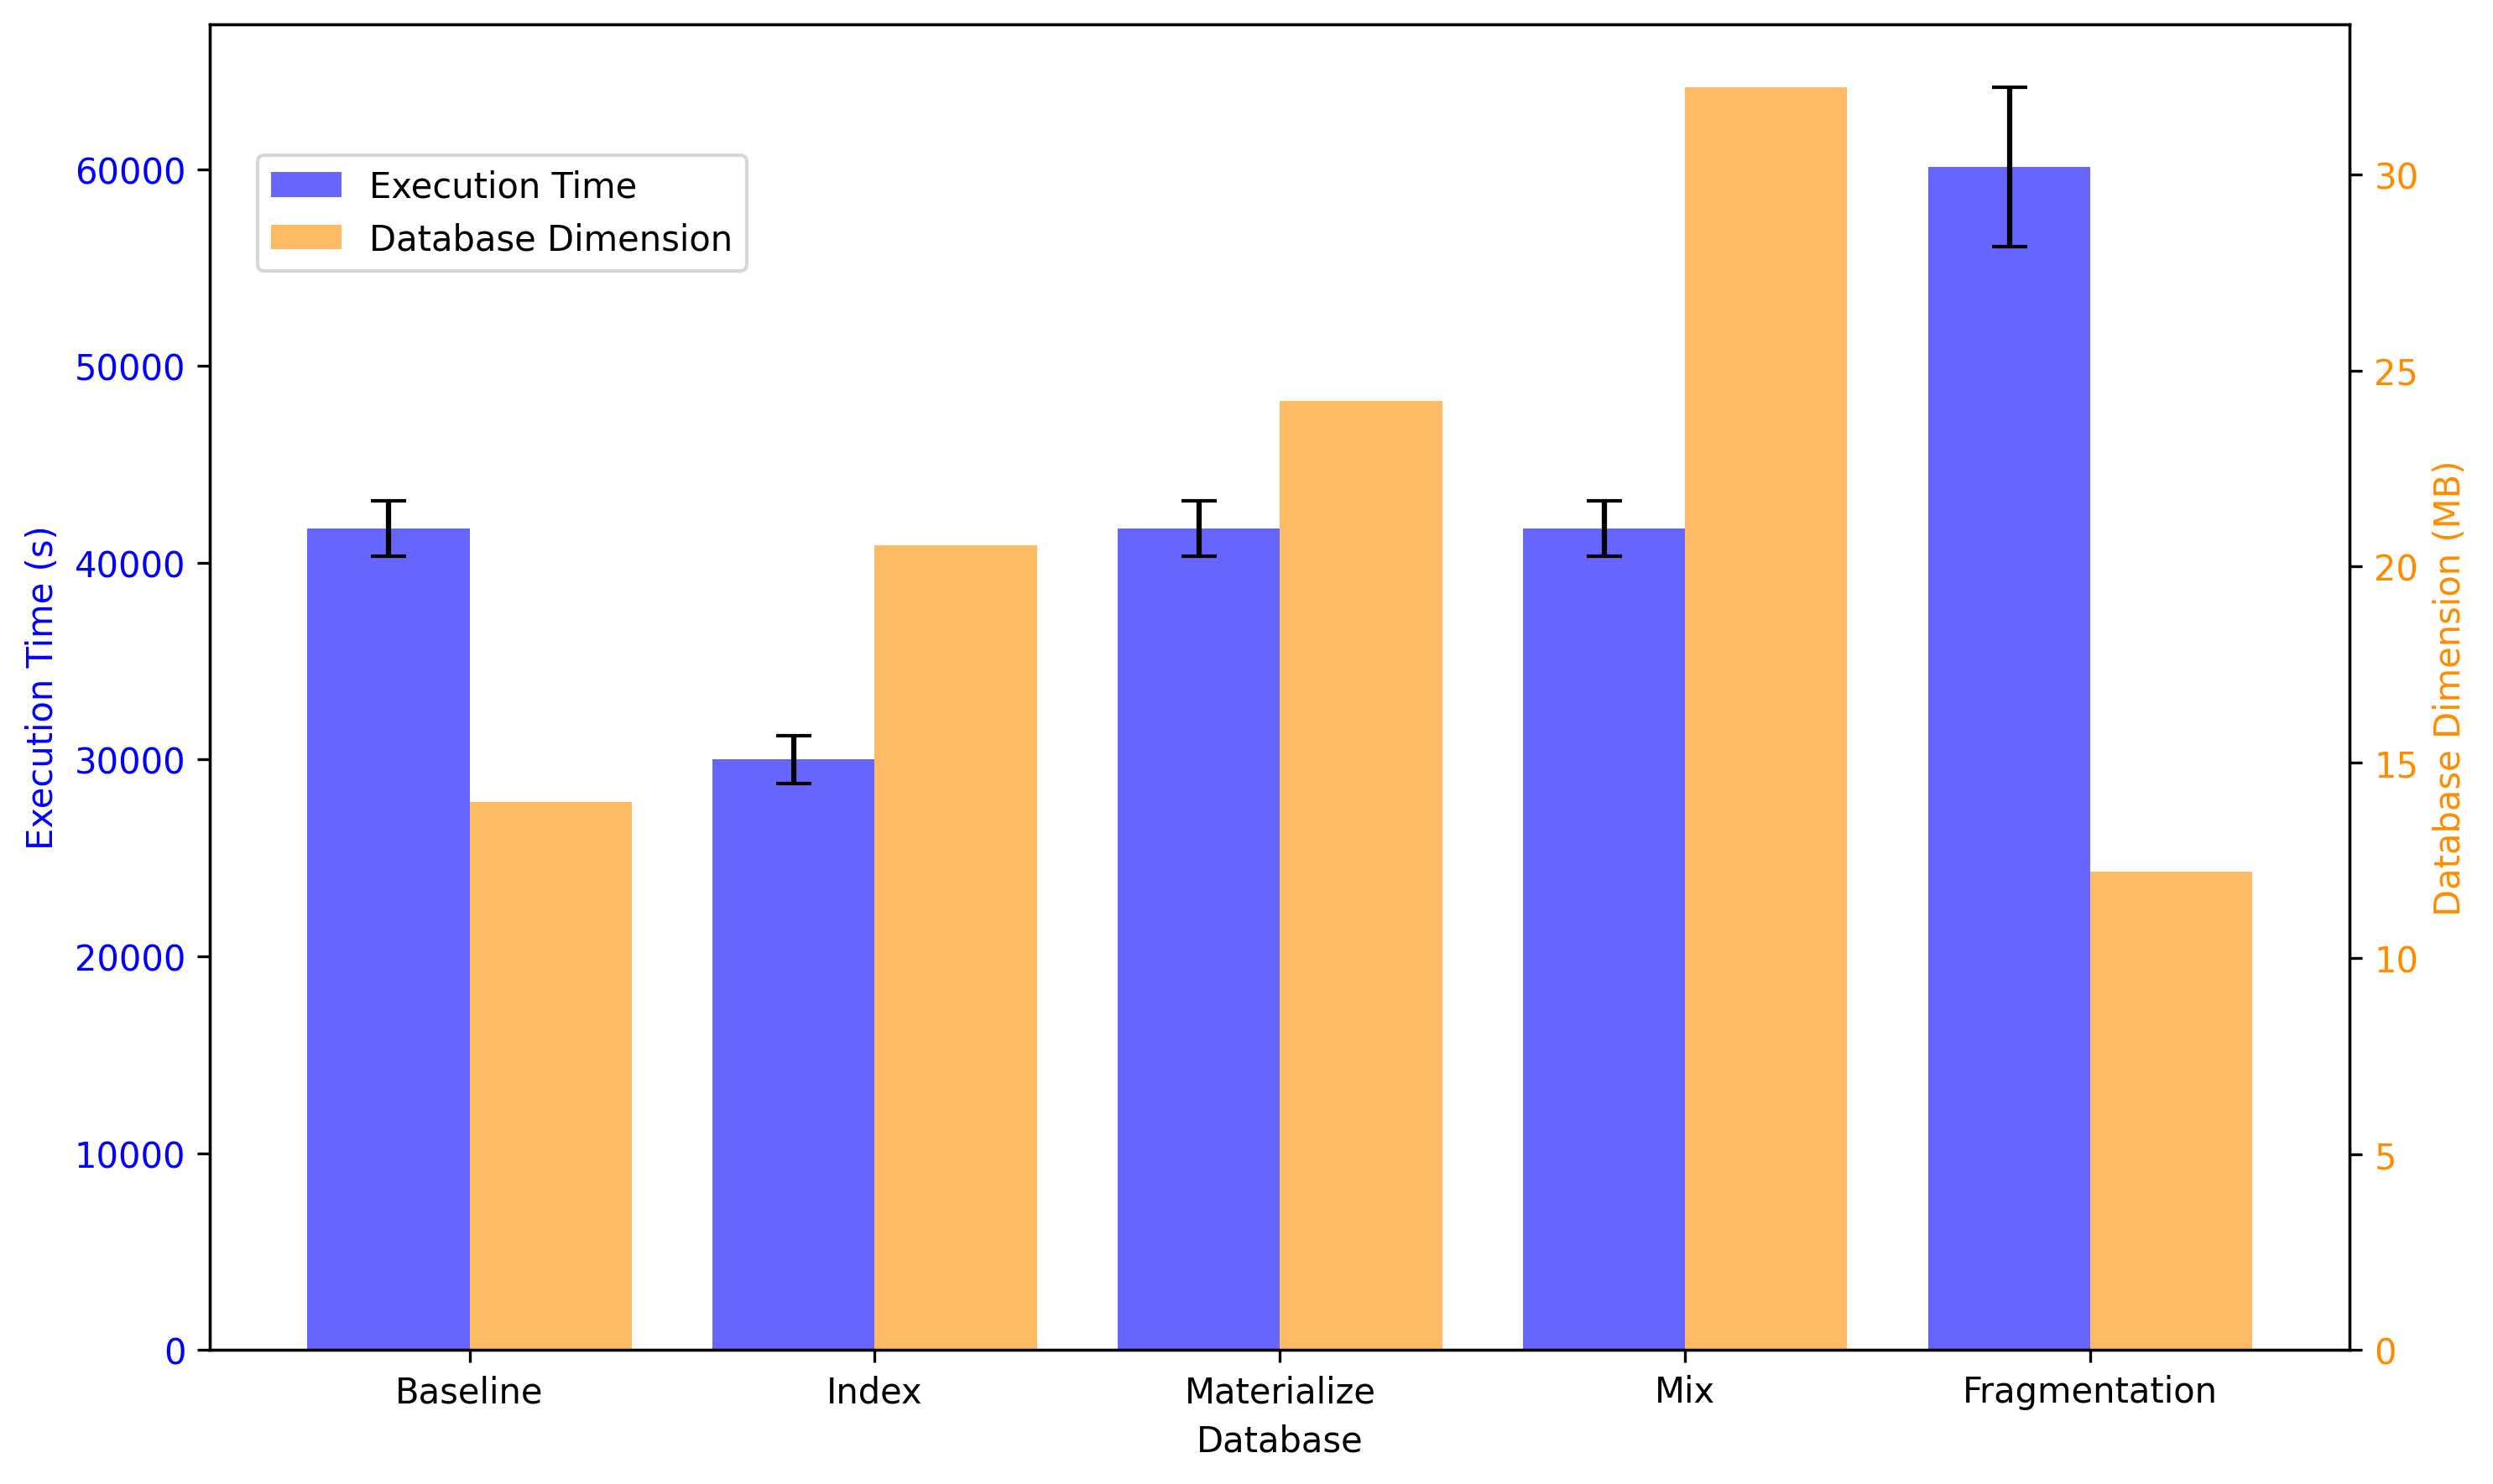 Execution Time
Database Dimension
Execution Time (s)
60000
50000
40000
30000
20000
10000
0
30
25
20
15
10
5
0
Database Dimension (MB)
Baseline
Index
Materialize
Mix
Fragmentation
Database